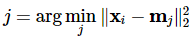 j = arg min_j ‖x_i − m_j‖_2^2